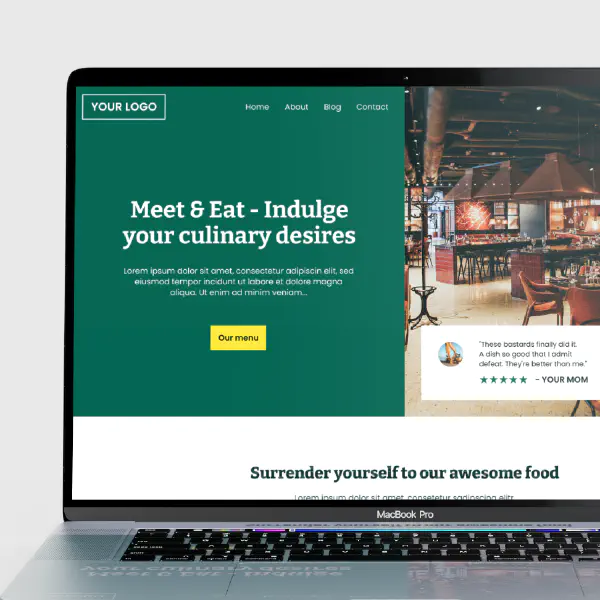 YOUR LOGO
Home About Blog Contact
Meet & Eat - Indulge
your culinary desires
Lorem ipsum dolor sit amet, consectetur adipiscin elit, sed
eiusmod tempor incidunt ut labore et dolore magna
aliqua. Ut enim ad minim veniam...
Our menu
"These bastards finally did it.
A dish so good that I admit
defeat. They're better than me."
★★★★★ - YOUR MOM
Surrender yourself to our awesome food
Lorem ipsum dolor sit amet, consectetur sadipscing elitr
MacBook Pro